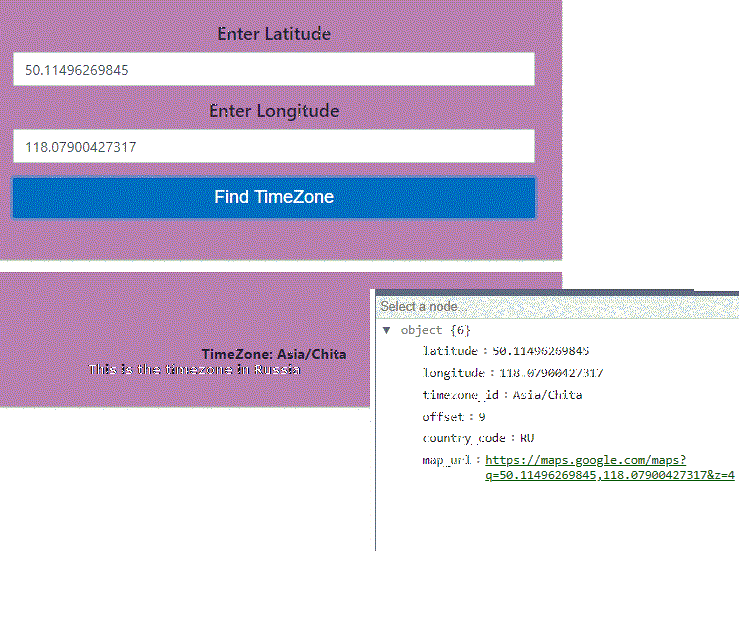 Enter Latitude
50.11496269845
Enter Longitude
118.07900427317
Find TimeZone
TimeZone: Asia/Chita
This is the timezone in Russia
Select a node...
▼ object {6}
latitude : 50.11496269845
longitude : 118.07900427317
timezone_id : Asia/Chita
offset : 9
country_code : RU
map_url : https://maps.google.com/maps?
q=50.11496269845,118.07900427317&z=4